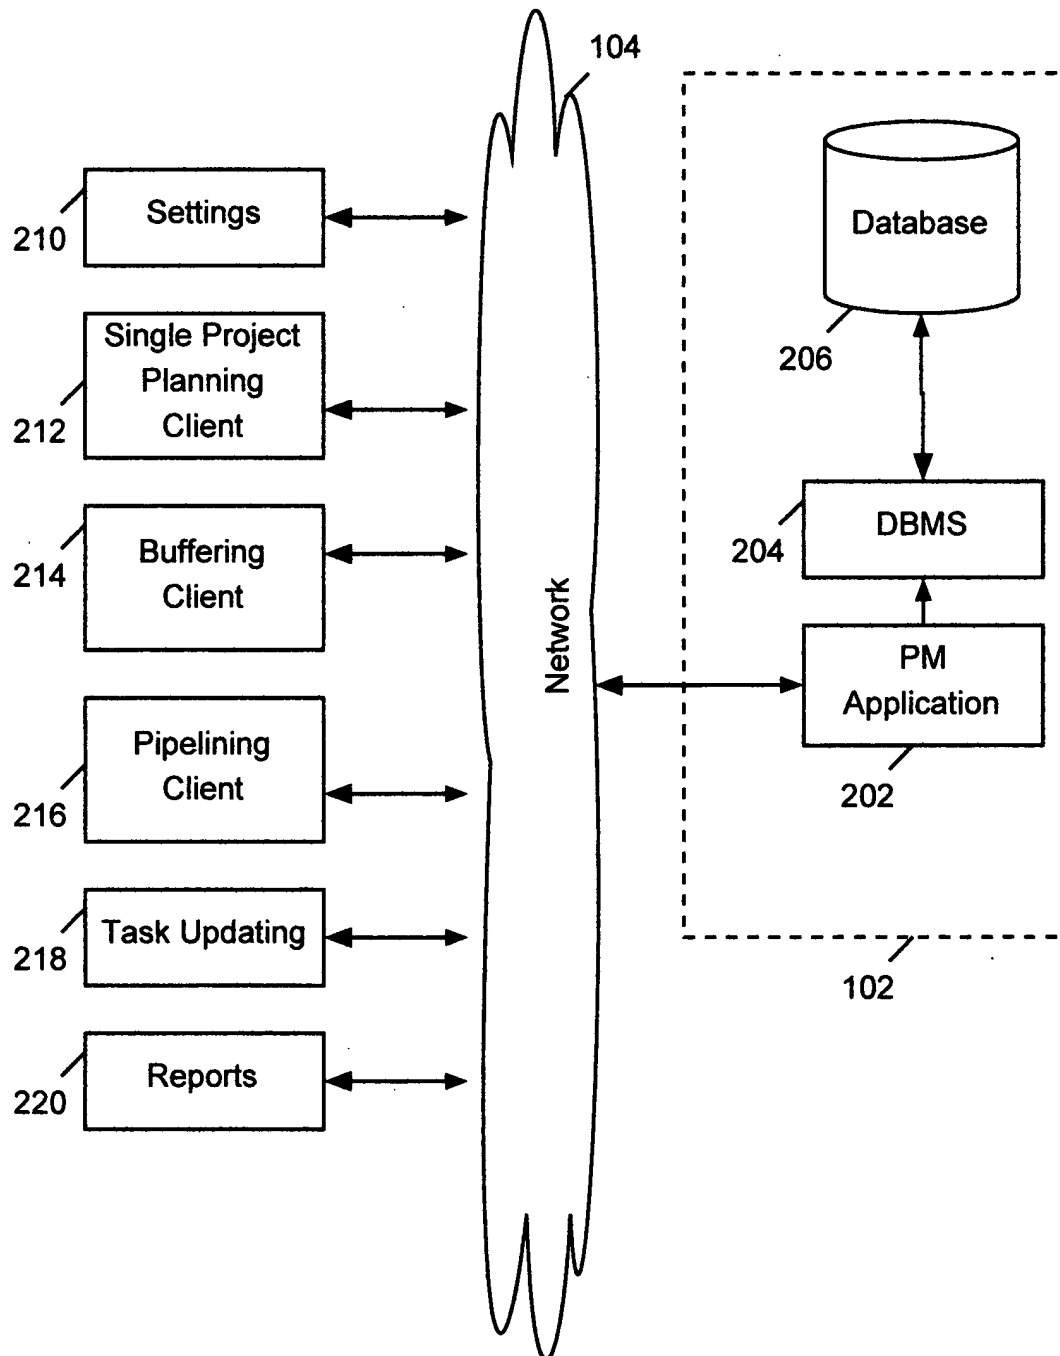 104
Settings
210
Single Project
Planning
Client
212
Buffering
Client
214
Pipelining
Client
216
Task Updating
218
Reports
220
Network
Database
206
DBMS
204
PM
Application
202
102